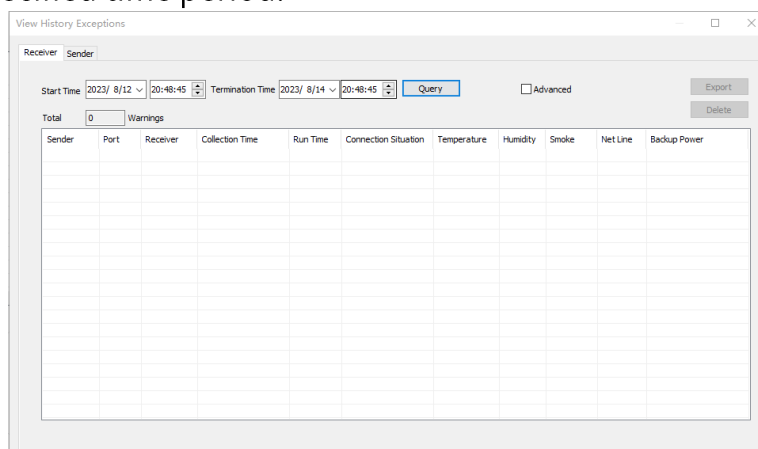 time period.
View History Exceptions
Receiver Sender
Start Time 2023/ 8/12 20:48:45 Termination Time 2023/ 8/14 20:48:45 Query Advanced Export
Delete
Total 0 Warnings
Sender Port Receiver Collection Time Run Time Connection Situation Temperature Humidity Smoke Net Line Backup Power